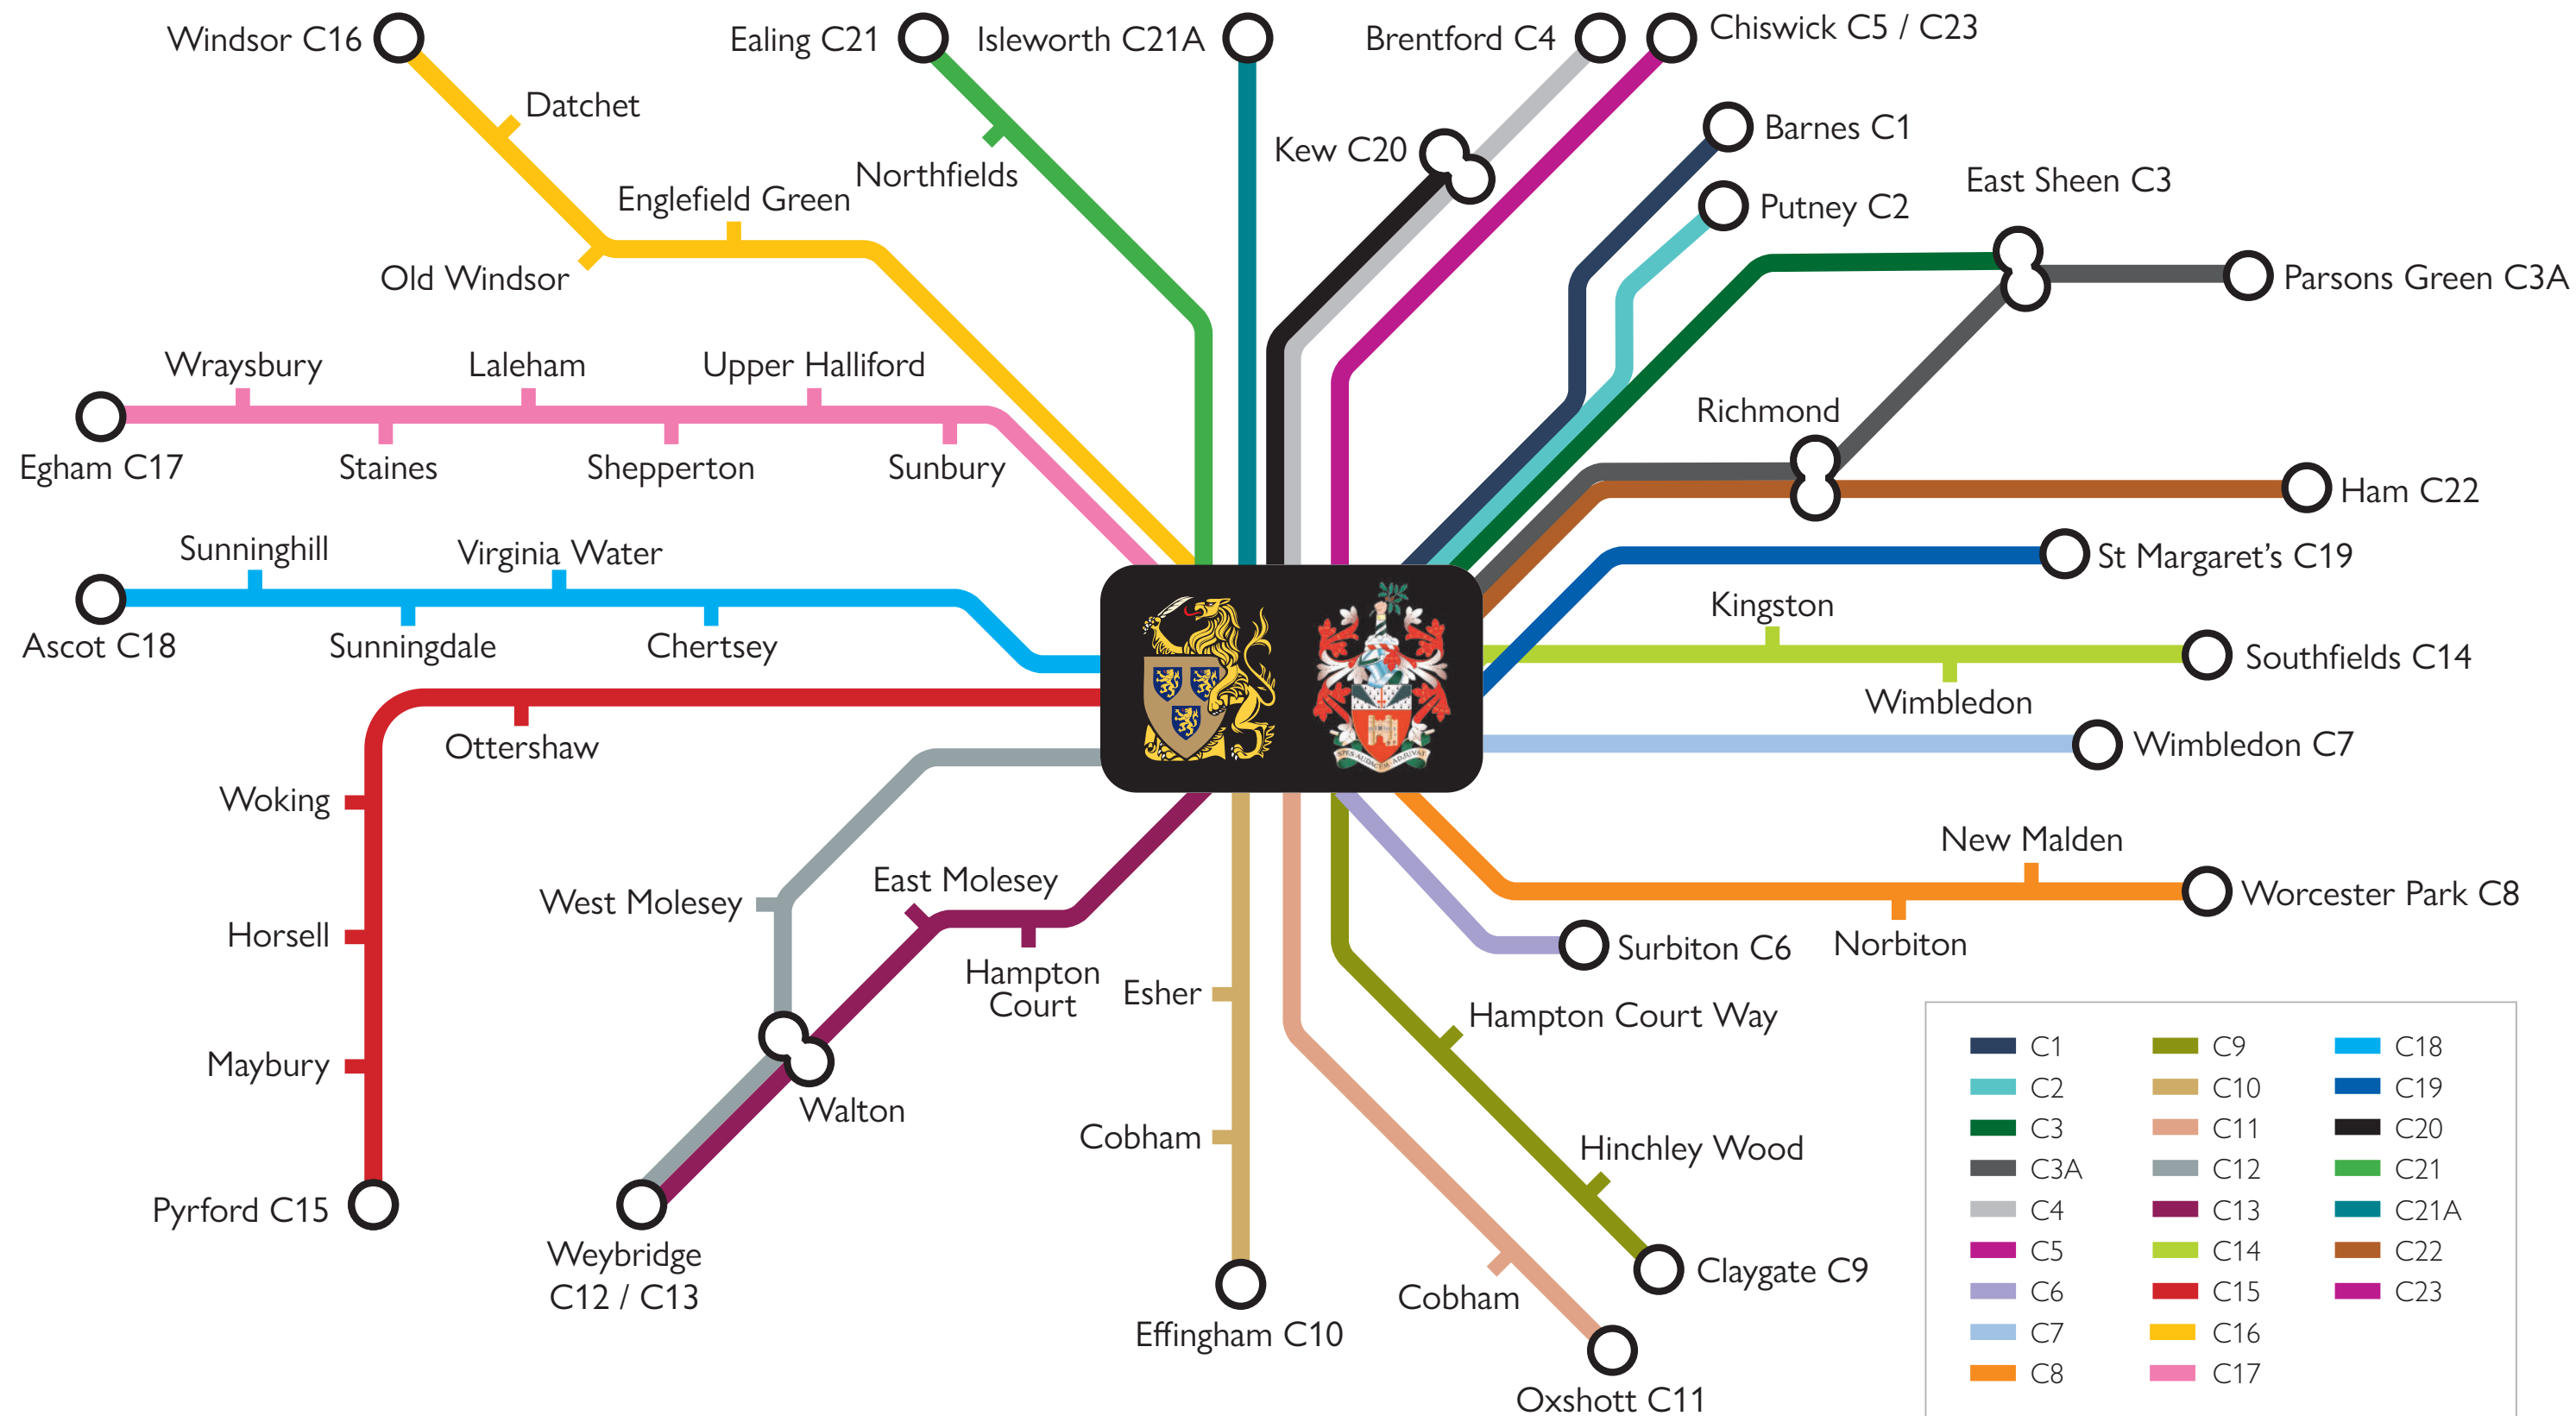 Windsor C16
Ealing C21
Isleworth C21A
Brentford C4
Chiswick C5 / C23
Datchet
Northfields
Kew C20
Barnes C1
Putney C2
East Sheen C3
Englefield Green
Old Windsor
Parsons Green C3A
Wraysbury
Laleham
Upper Halliford
Richmond
Egham C17
Staines
Shepperton
Sunbury
Ham C22
Sunninghill
Virginia Water
St Margaret’s C19
Kingston
Ascot C18
Sunningdale
Chertsey
Southfields C14
Wimbledon
SPES AUDACEM ADJUVAT
Ottershaw
Wimbledon C7
Woking
New Malden
West Molesey
East Molesey
Worcester Park C8
Horsell
Hampton
Court
Norbiton
Surbiton C6
Esher
Hampton Court Way
Maybury
Walton
Cobham
Hinchley Wood
Pyrford C15
Weybridge
C12 / C13
Cobham
Claygate C9
Effingham C10
Oxshott C11
C1
C2
C3
C3A
C4
C5
C6
C7
C8
C9
C10
C11
C12
C13
C14
C15
C16
C17
C18
C19
C20
C21
C21A
C22
C23